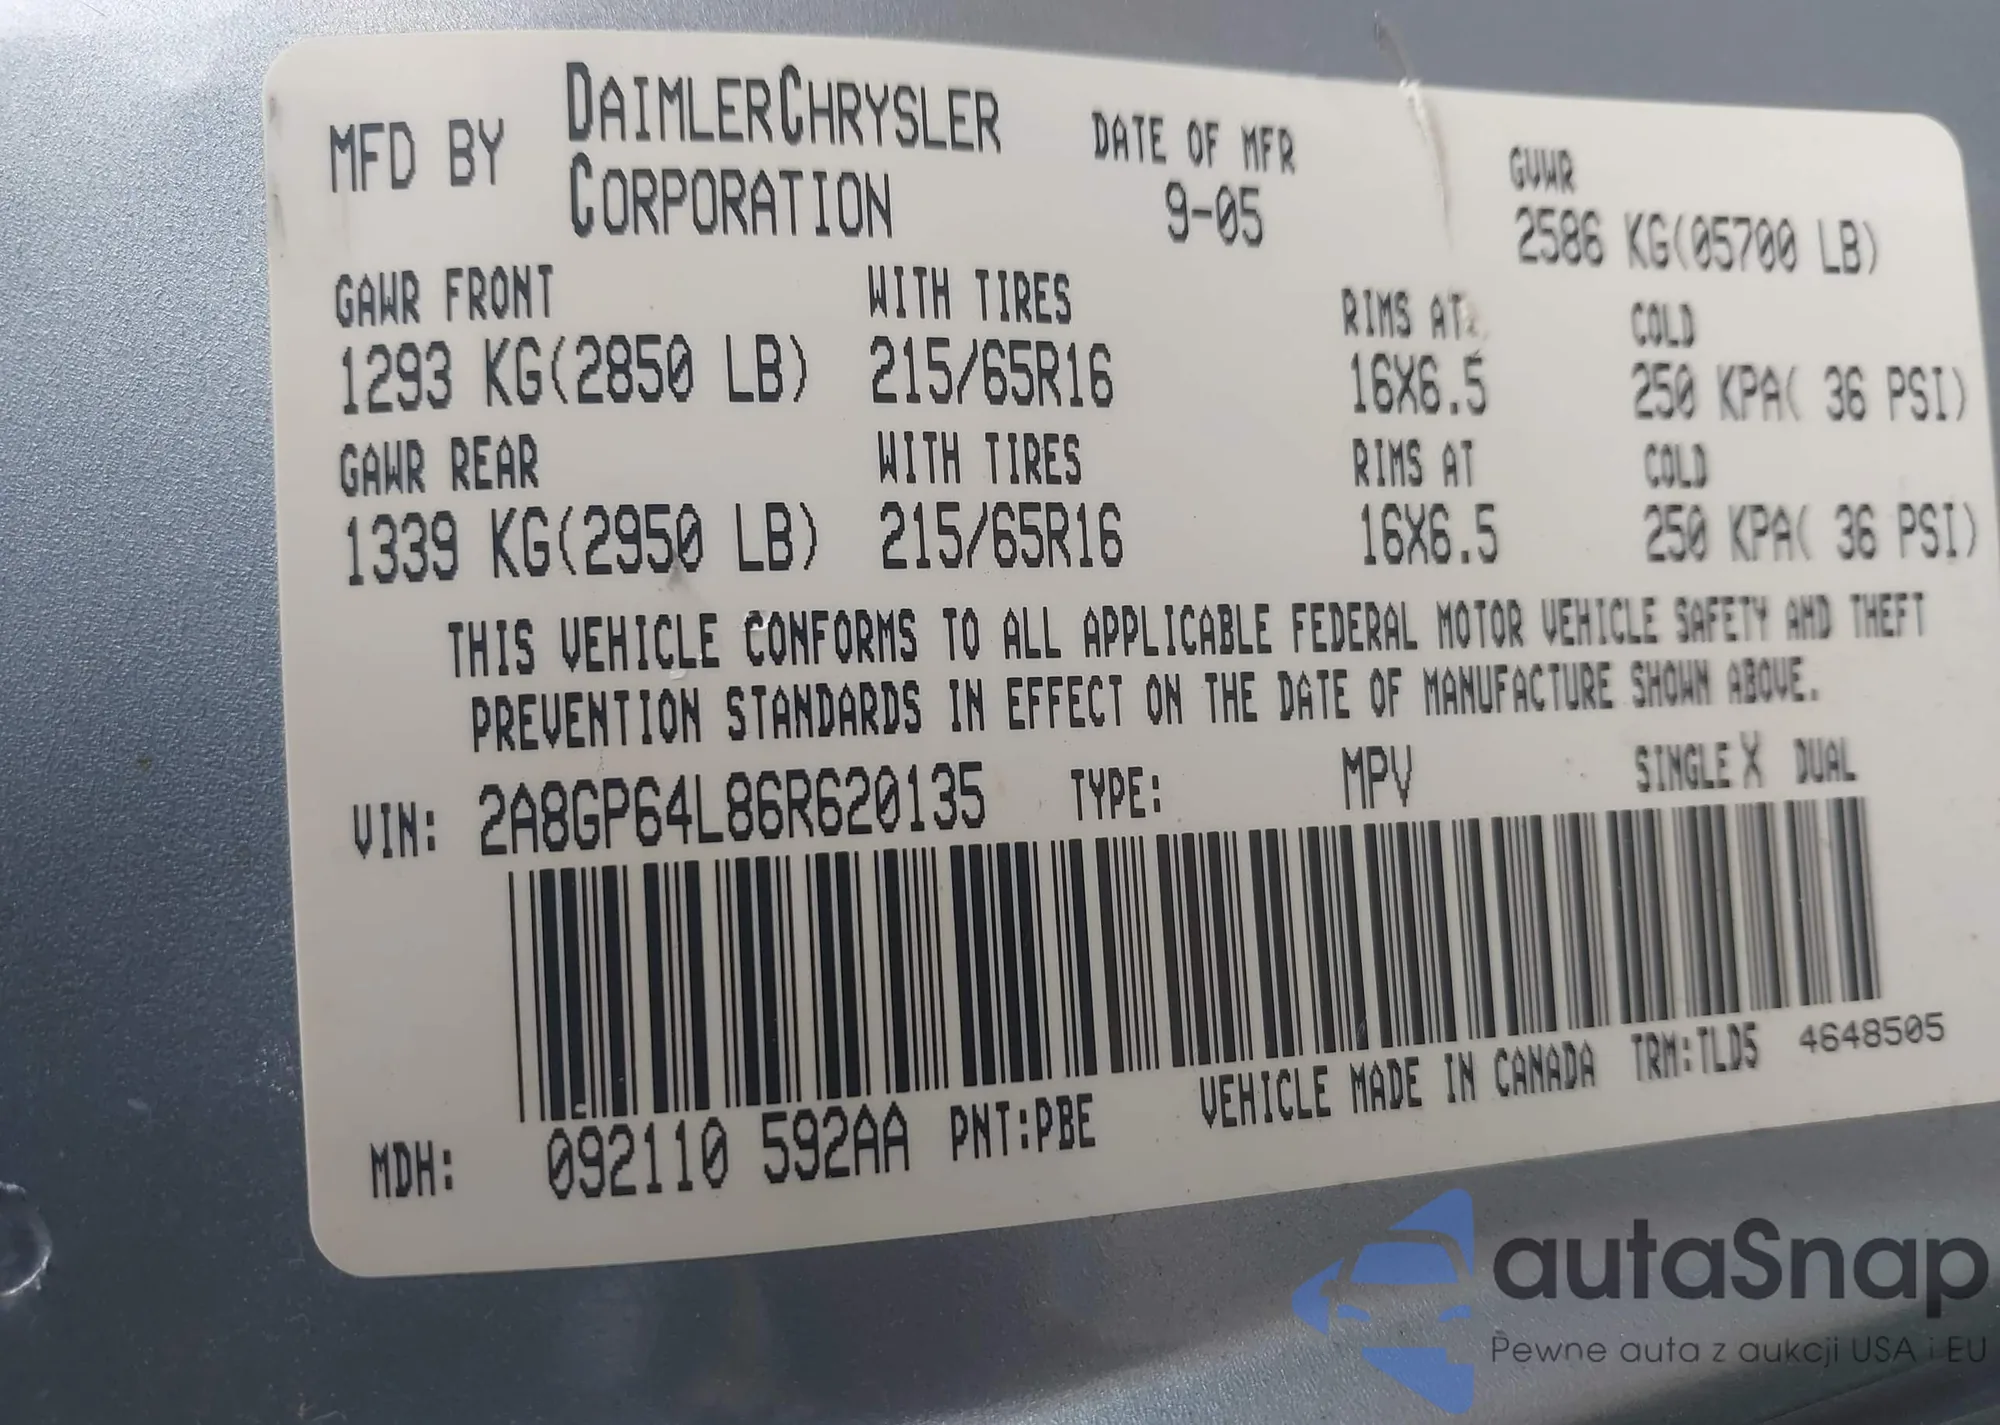 MFD BY DAIMLERCHRYSLER CORPORATION DATE OF MFR 9-05 GVWR 2586 KG(05700 LB)
GAWR FRONT WITH TIRES RIMS AT COLD
1293 KG(2850 LB) 215/65R16 16X6.5 250 KPA( 36 PSI)
GAWR REAR WITH TIRES RIMS AT COLD
1339 KG(2950 LB) 215/65R16 16X6.5 250 KPA( 36 PSI)
THIS VEHICLE CONFORMS TO ALL APPLICABLE FEDERAL MOTOR VEHICLE SAFETY AND THEFT
PREVENTION STANDARDS IN EFFECT ON THE DATE OF MANUFACTURE SHOWN ABOVE.
VIN: 2A8GP64L86R620135 TYPE: MPV SINGLE X DUAL
MDH: 092110 592AA PNT:PBE VEHICLE MADE IN CANADA TRM:TLD5 4648505
autaSnap
Pewne auta z aukcji USA i EU